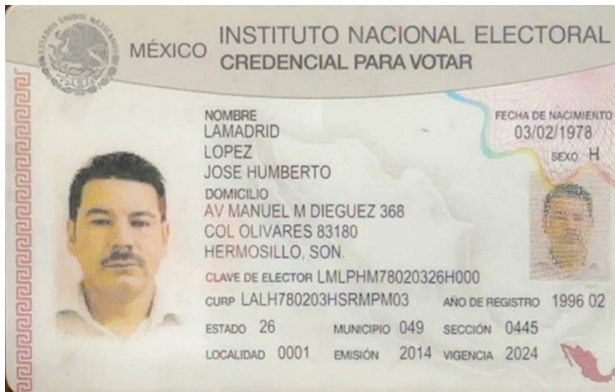 MÉXICO
INSTITUTO NACIONAL ELECTORAL
CREDENCIAL PARA VOTAR
NOMBRE
LAMADRID
LOPEZ
JOSE HUMBERTO
FECHA DE NACIMIENTO
03/02/1978
SEXO H
DOMICILIO
AV MANUEL M DIEGUEZ 368
COL OLIVARES 83180
HERMOSILLO, SON.
CLAVE DE ELECTOR LMLPHM78020326H000
CURP LALH780203HSRMPM03 AÑO DE REGISTRO 1996 02
ESTADO 26 MUNICIPIO 049 SECCIÓN 0445
LOCALIDAD 0001 EMISIÓN 2014 VIGENCIA 2024